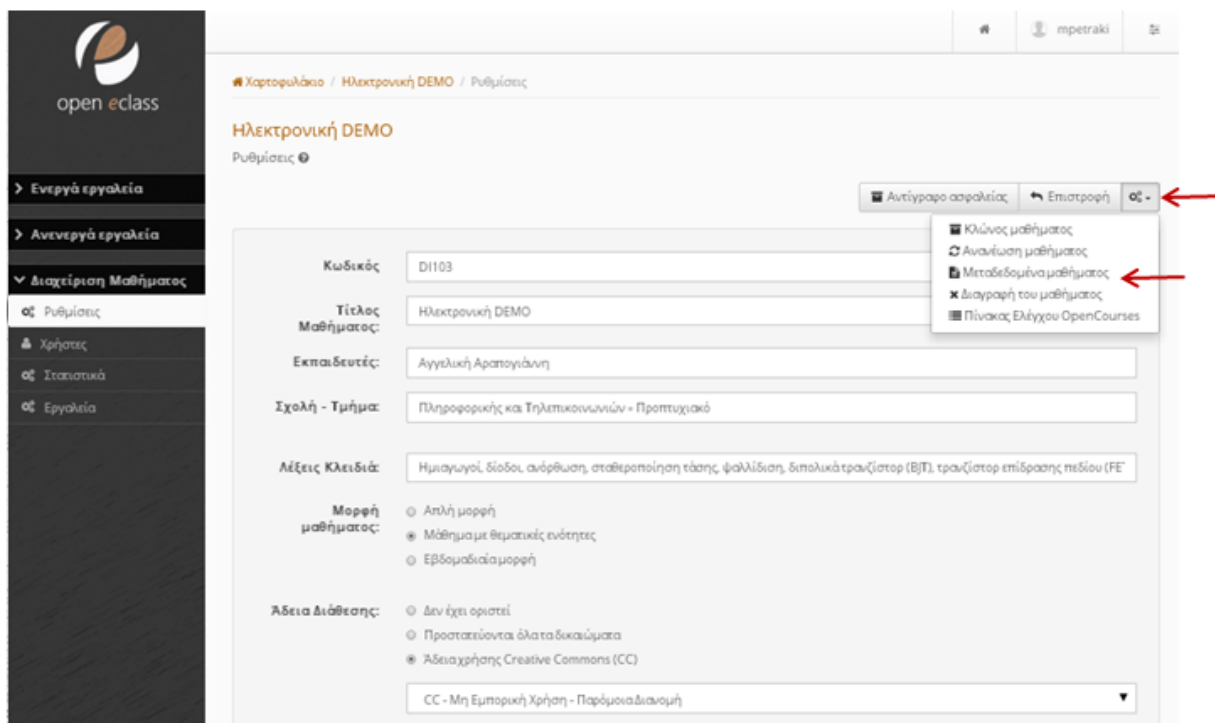 open eclass
mpetraki
Χαρτοφυλάκιο / Ηλεκτρονική DEMO / Ρυθμίσεις
Ηλεκτρονική DEMO
Ρυθμίσεις
Ενεργά εργαλεία
Ανενεργά εργαλεία
Διαχείριση Μαθήματος
Ρυθμίσεις
Χρήστες
Στατιστικά
Εργαλεία
Αντίγραφο ασφαλείας
Επιστροφή
Κλώνος μαθήματος
Ανανέωση μαθήματος
Μεταδεδομένα μαθήματος
Διαγραφή του μαθήματος
Πίνακας Ελέγχου OpenCourses
Κωδικός
DI103
Τίτλος
Μαθήματος:
Ηλεκτρονική DEMO
Εκπαιδευτές:
Αγγελική Αραπογιάννη
Σχολή - Τμήμα:
Πληροφορικής και Τηλεπικοινωνιών » Προπτυχιακό
Λέξεις Κλειδιά:
Ημιαγωγοί, δίοδοι, ανόρθωση, σταθεροποίηση τάσης, ψαλλίδιση, διπολικά τρανζίστορ (BJT), τρανζίστορ επίδρασης πεδίου (FET
Μορφή
μαθήματος:
Απλή μορφή
Μάθημα με θεματικές ενότητες
Εβδομαδιαία μορφή
Άδεια Διάθεσης:
Δεν έχει οριστεί
Προστατεύονται όλα τα δικαιώματα
Άδεια χρήσης Creative Commons (CC)
CC - Μη Εμπορική Χρήση - Παρόμοια Διανομή